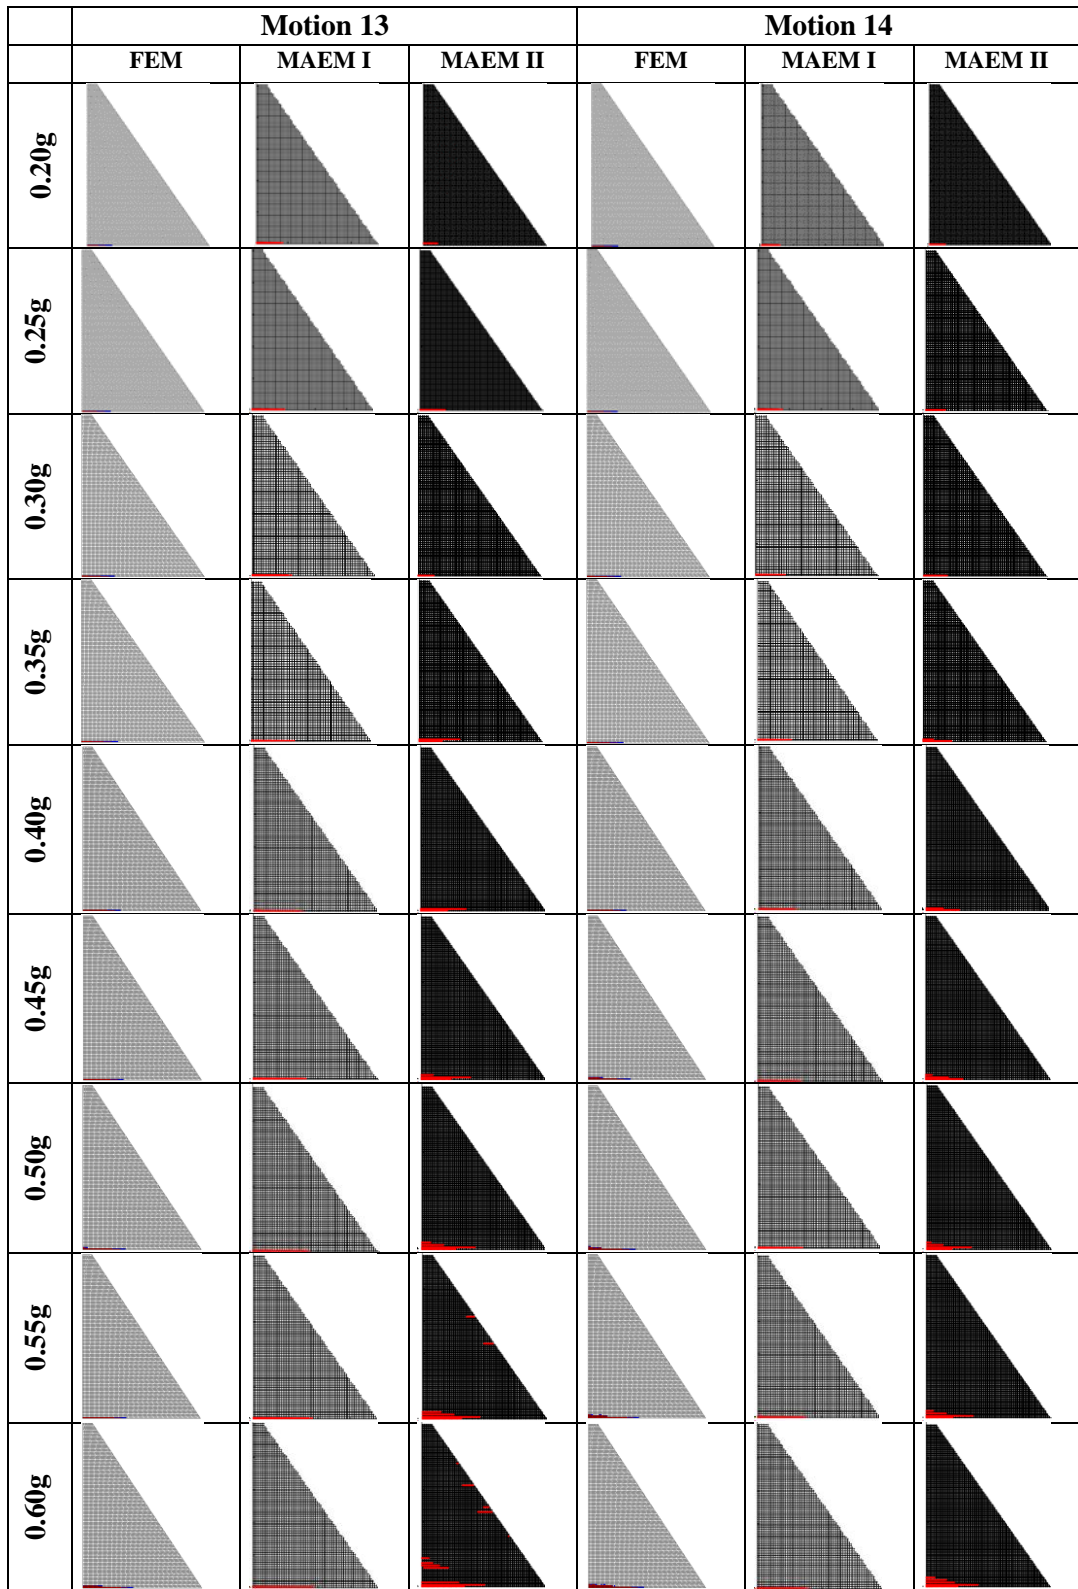 Motion 13 Motion 14
FEM MAEM I MAEM II FEM MAEM I MAEM II
0.20g
0.25g
0.30g
0.35g
0.40g
0.45g
0.50g
0.55g
0.60g